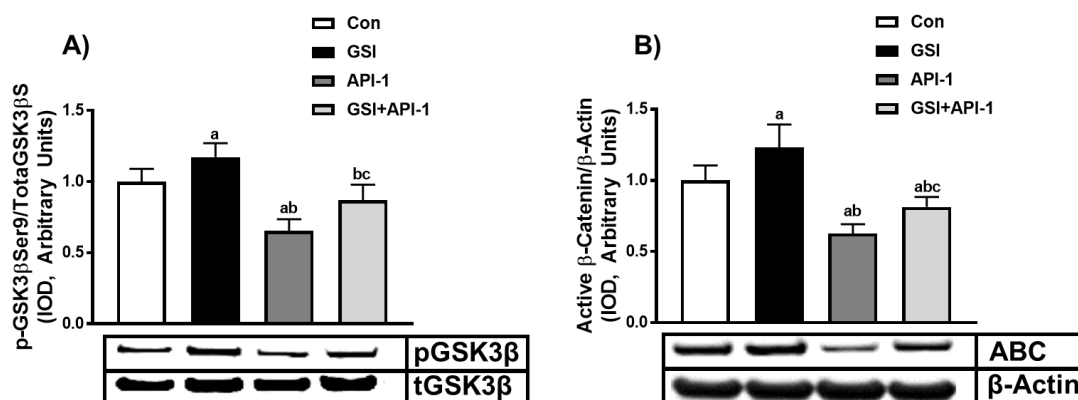 A)
Con
GSI
API-1
GSI+API-1
p-GSK3βSer9/TotaGSK3βS
(IOD, Arbitrary Units)
1.5
1.0
0.5
0.0
a
ab
bc
pGSK3β
tGSK3β
B)
Con
GSI
API-1
GSI+API-1
Active β-Catenin/β-Actin
(IOD, Arbitrary Units)
1.5
1.0
0.5
0.0
a
ab
abc
ABC
β-Actin